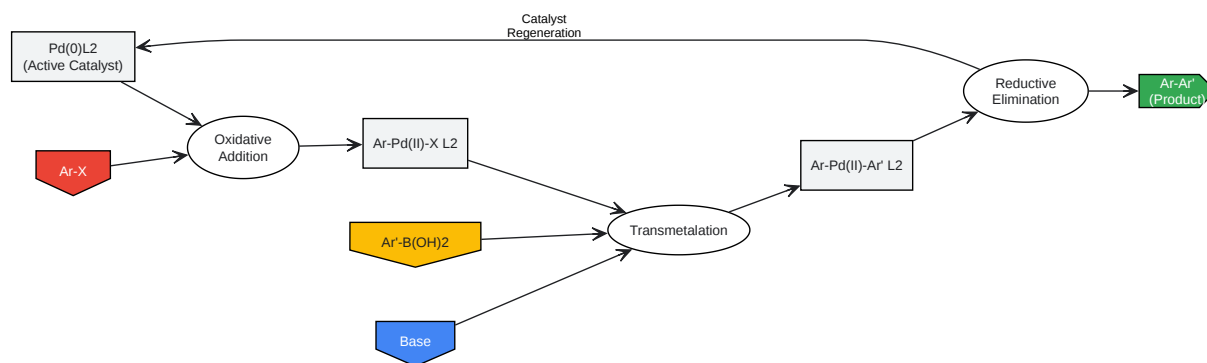 Catalyst
Regeneration
Pd(0)L2
(Active Catalyst)
Reductive
Elimination
Ar-Ar'
(Product)
Oxidative
Addition
Ar-Pd(II)-X L2
Ar-Pd(II)-Ar' L2
Ar-X
Ar'-B(OH)2
Transmetalation
Base